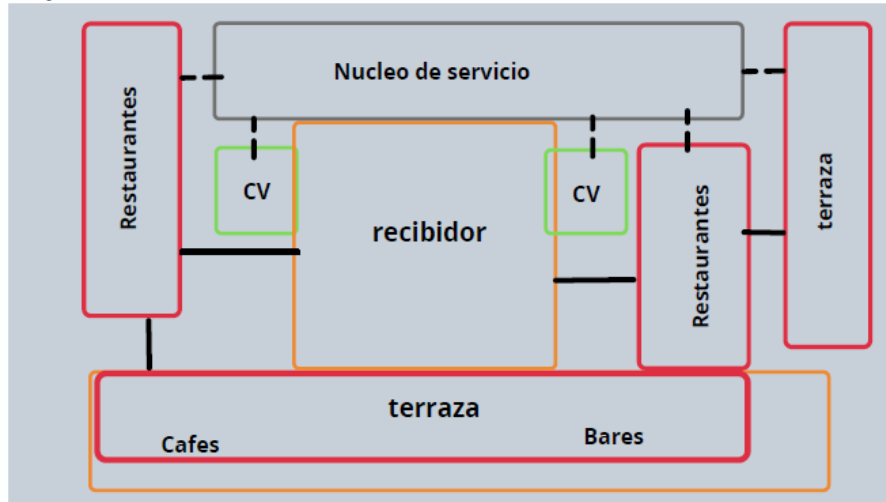 Nucleo de servicio
Restaurantes
CV
recibidor
CV
Restaurantes
terraza
terraza
Cafes
Bares